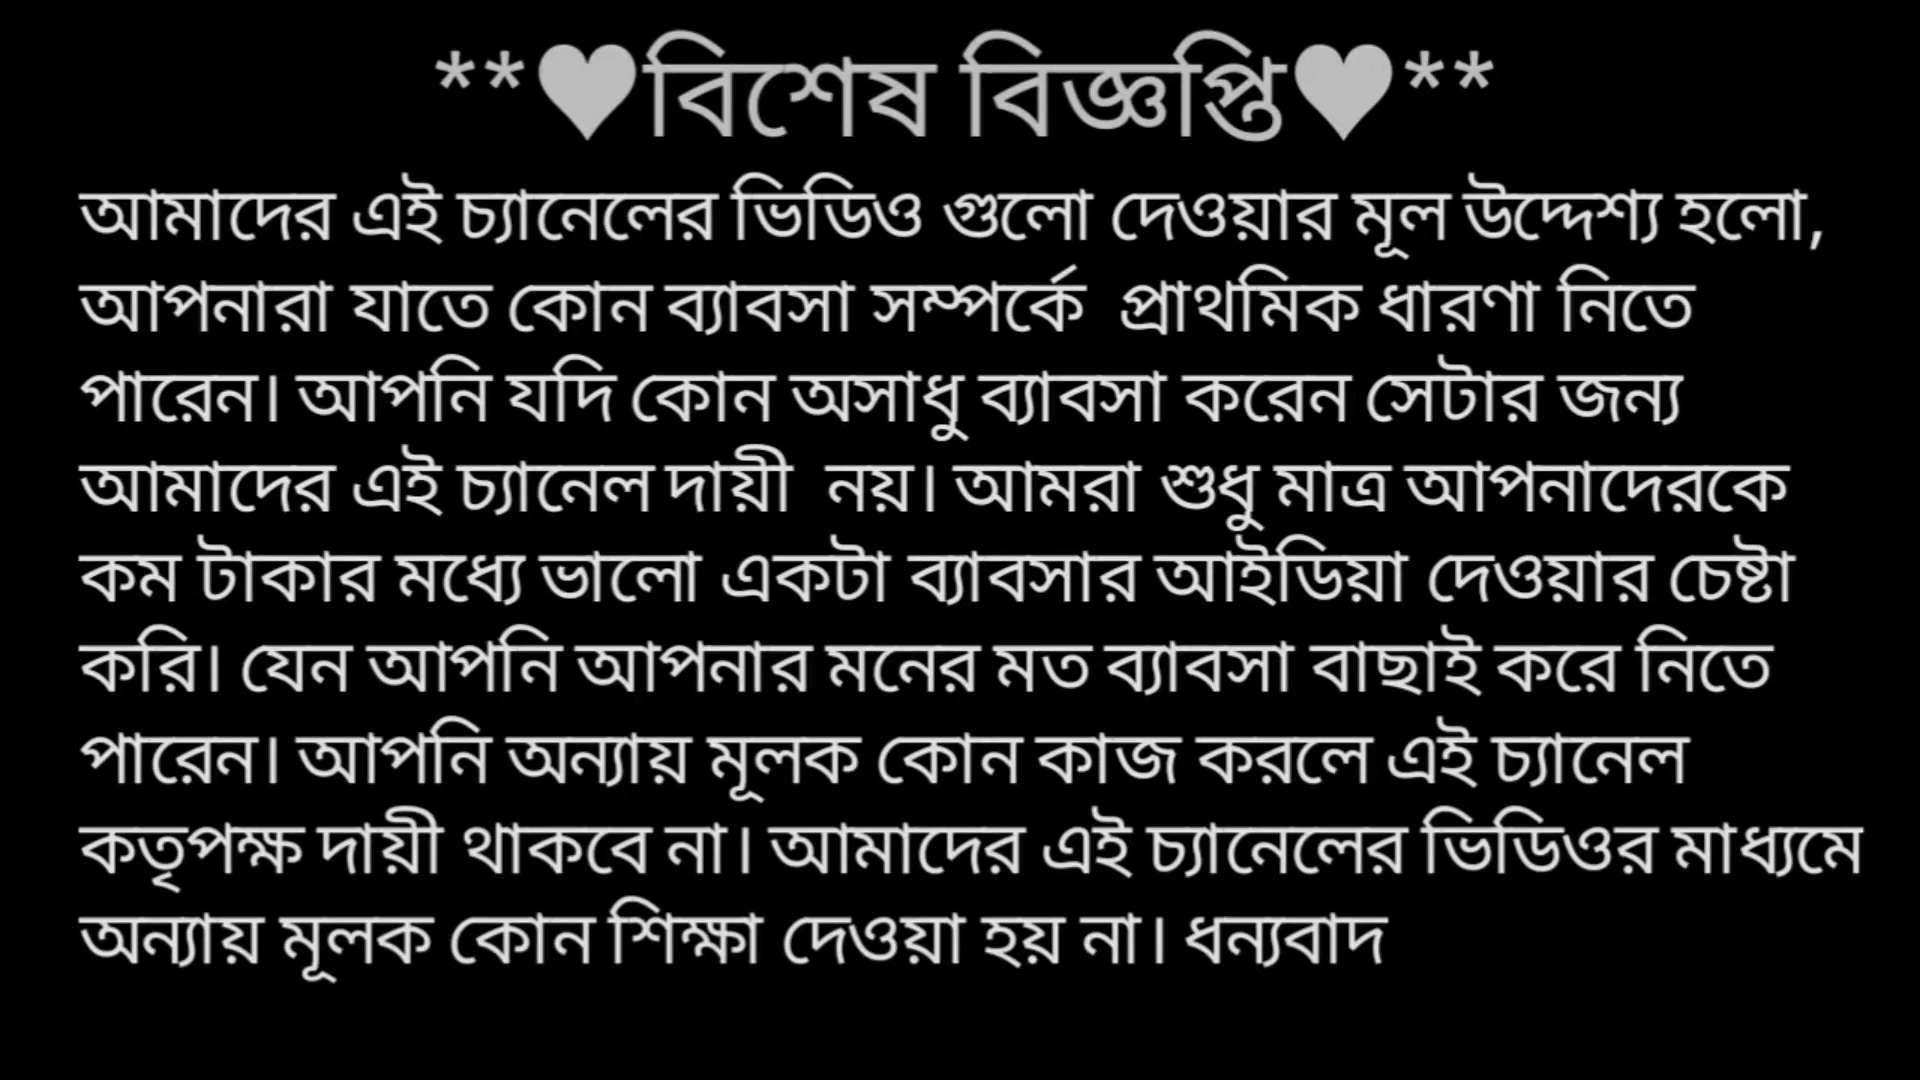 **♥বিশেষ বিজ্ঞপ্তি♥**
আমাদের এই চ্যানেলের ভিডিও গুলো দেওয়ার মূল উদ্দেশ্য হলো,
আপনারা যাতে কোন ব্যাবসা সম্পর্কে প্রাথমিক ধারণা নিতে
পারেন। আপনি যদি কোন অসাধু ব্যাবসা করেন সেটার জন্য
আমাদের এই চ্যানেল দায়ী নয়। আমরা শুধু মাত্র আপনাদেরকে
কম টাকার মধ্যে ভালো একটা ব্যাবসার আইডিয়া দেওয়ার চেষ্টা
করি। যেন আপনি আপনার মনের মত ব্যাবসা বাছাই করে নিতে
পারেন। আপনি অন্যায় মূলক কোন কাজ করলে এই চ্যানেল
কতৃপক্ষ দায়ী থাকবে না। আমাদের এই চ্যানেলের ভিডিওর মাধ্যমে
অন্যায় মূলক কোন শিক্ষা দেওয়া হয় না। ধন্যবাদ